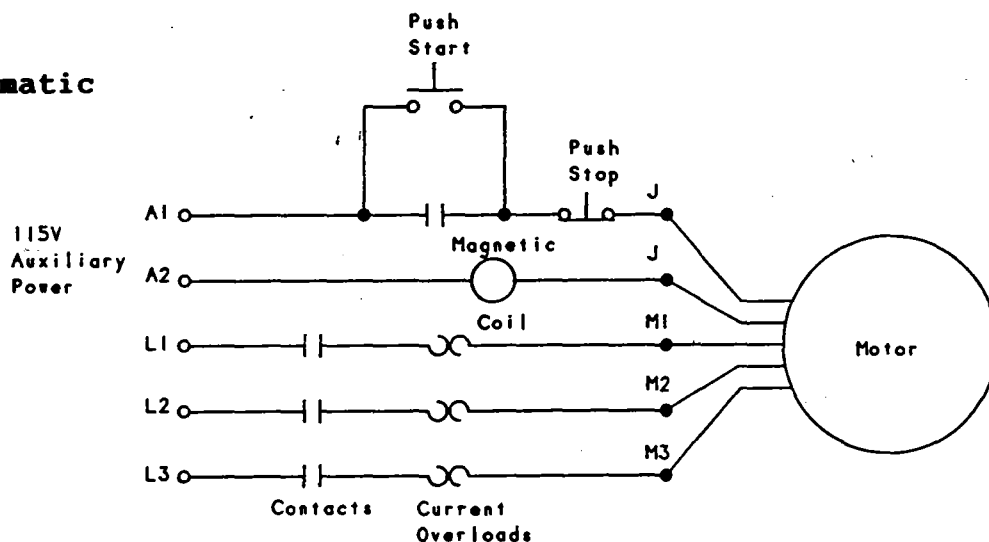 Push
Start
matic
Push
Stop
A1
J
115V
Auxiliary
Power
Magnetic
J
A2
Coil
M1
L1
Motor
M2
L2
M3
L3
Contacts
Current
Overloads